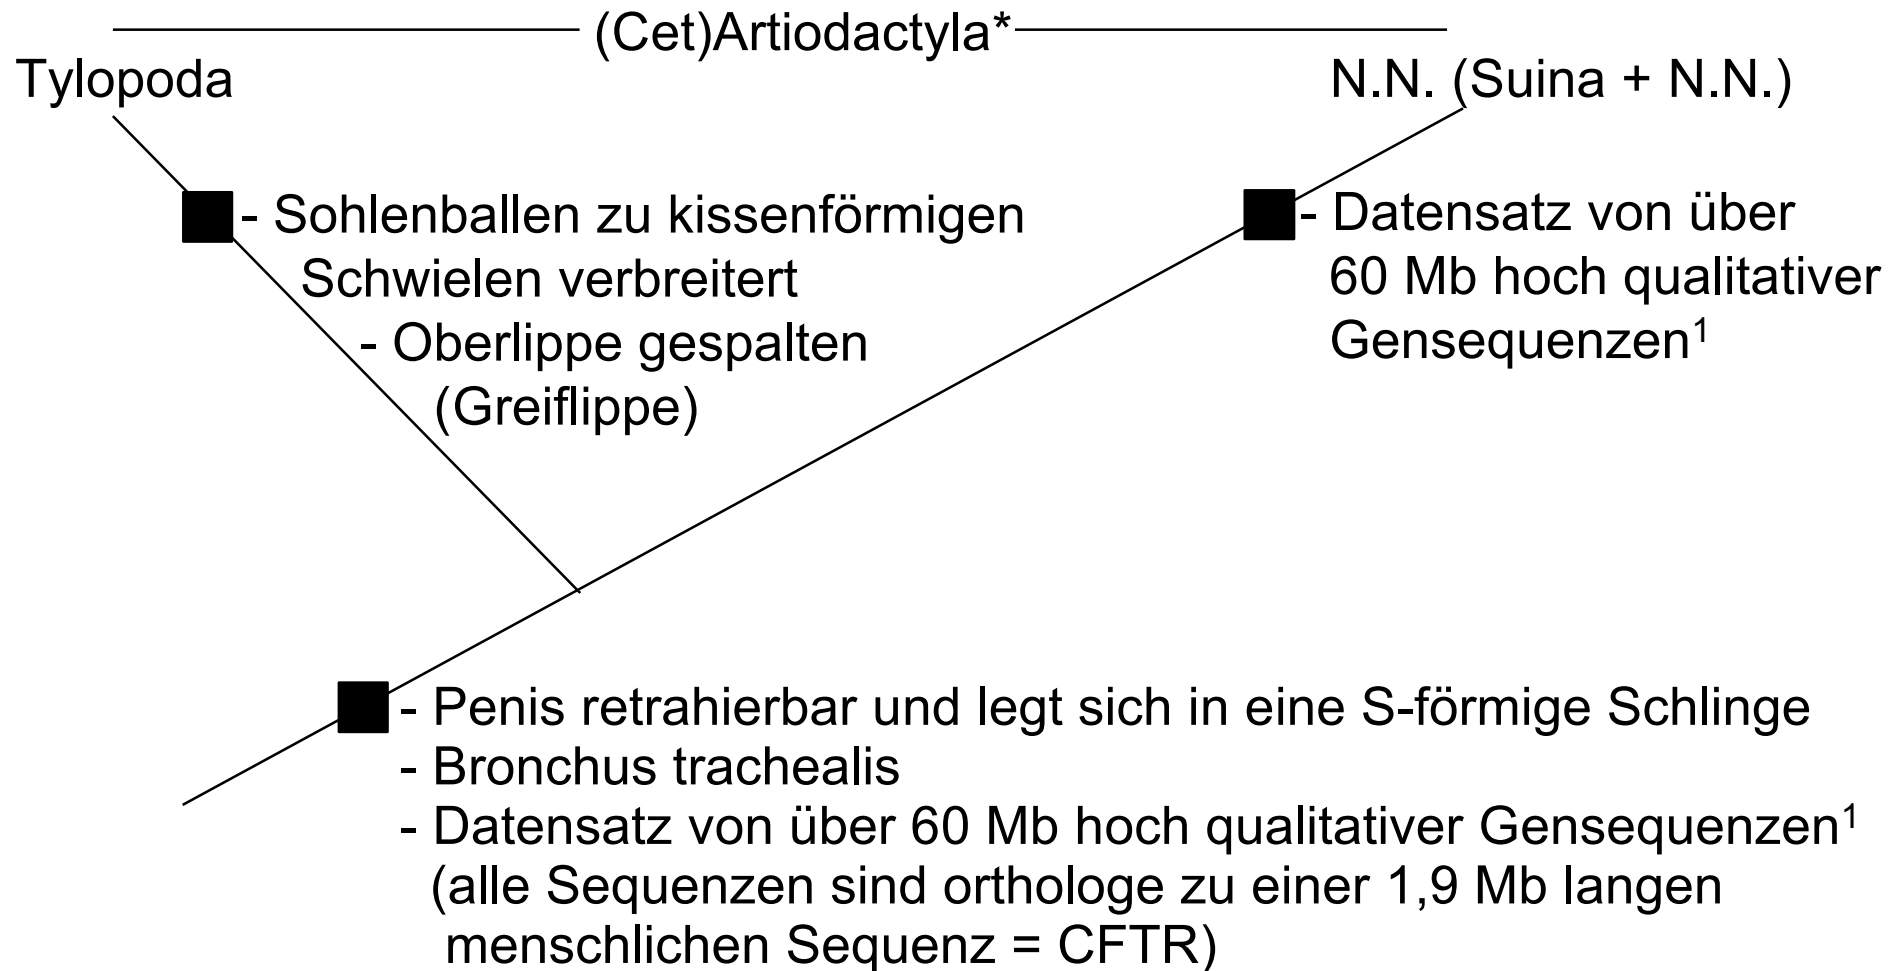 (Cet)Artiodactyla*
Tylopoda
N.N. (Suina + N.N.)
- Sohlenballen zu kissenförmigen
Schwielen verbreitert
- Oberlippe gespalten
(Greiflippe)
- Datensatz von über
60 Mb hoch qualitativer
Gensequenzen¹
- Penis retrahierbar und legt sich in eine S-förmige Schlinge
- Bronchus trachealis
- Datensatz von über 60 Mb hoch qualitativer Gensequenzen¹
(alle Sequenzen sind orthologe zu einer 1,9 Mb langen
menschlichen Sequenz = CFTR)